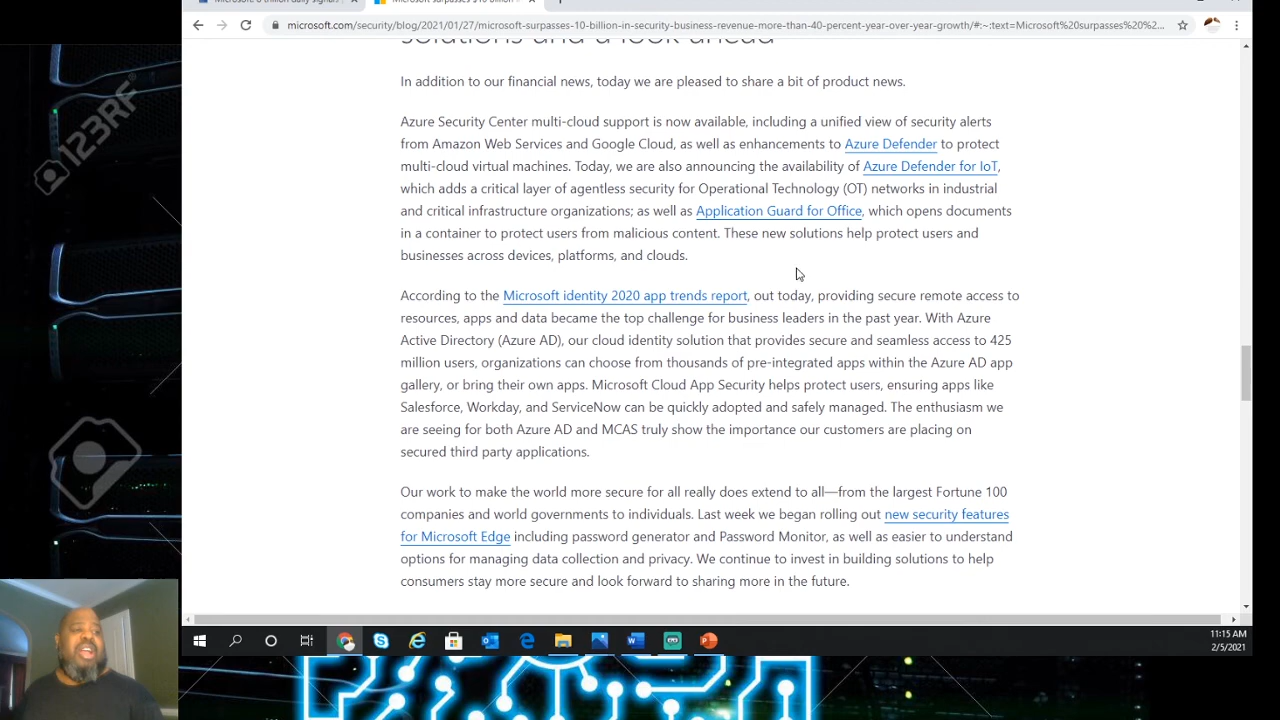 Microsoft: 8 trillion daily signals
Microsoft surpasses $10 billion
microsoft.com/security/blog/2021/01/27/microsoft-surpasses-10-billion-in-security-business-revenue-more-than-40-percent-year-over-year-growth/#:~:text=Microsoft%20surpasses%20%2...
solutions and a look ahead
In addition to our financial news, today we are pleased to share a bit of product news.
Azure Security Center multi-cloud support is now available, including a unified view of security alerts
from Amazon Web Services and Google Cloud, as well as enhancements to Azure Defender to protect
multi-cloud virtual machines. Today, we are also announcing the availability of Azure Defender for IoT,
which adds a critical layer of agentless security for Operational Technology (OT) networks in industrial
and critical infrastructure organizations; as well as Application Guard for Office, which opens documents
in a container to protect users from malicious content. These new solutions help protect users and
businesses across devices, platforms, and clouds.
According to the Microsoft identity 2020 app trends report, out today, providing secure remote access to
resources, apps and data became the top challenge for business leaders in the past year. With Azure
Active Directory (Azure AD), our cloud identity solution that provides secure and seamless access to 425
million users, organizations can choose from thousands of pre-integrated apps within the Azure AD app
gallery, or bring their own apps. Microsoft Cloud App Security helps protect users, ensuring apps like
Salesforce, Workday, and ServiceNow can be quickly adopted and safely managed. The enthusiasm we
are seeing for both Azure AD and MCAS truly show the importance our customers are placing on
secured third party applications.
Our work to make the world more secure for all really does extend to all—from the largest Fortune 100
companies and world governments to individuals. Last week we began rolling out new security features
for Microsoft Edge including password generator and Password Monitor, as well as easier to understand
options for managing data collection and privacy. We continue to invest in building solutions to help
consumers stay more secure and look forward to sharing more in the future.
11:15 AM
2/5/2021
123RF